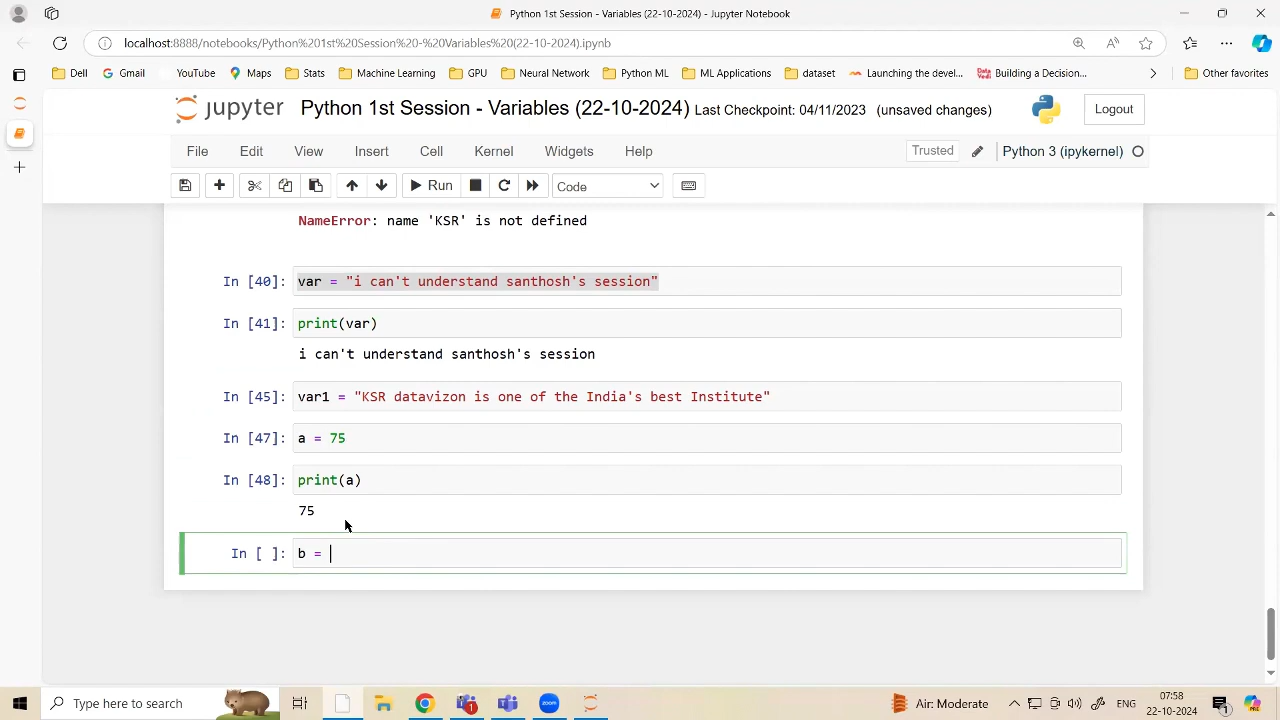 Python 1st Session - Variables (22-10-2024) - Jupyter Notebook
localhost:8888/notebooks/Python%201st%20Session%20-%20Variables%20(22-10-2024).ipynb
Dell Gmail YouTube Maps Stats Machine Learning GPU Neural Network Python ML ML Applications dataset Launching the devel... Building a Decision... Other favorites
jupyter Python 1st Session - Variables (22-10-2024) Last Checkpoint: 04/11/2023 (unsaved changes) Logout
File Edit View Insert Cell Kernel Widgets Help Trusted Python 3 (ipykernel)
Run Code
NameError: name 'KSR' is not defined
In [40]: var = "i can't understand santhosh's session"
In [41]: print(var)
i can't understand santhosh's session
In [45]: var1 = "KSR datavizon is one of the India's best Institute"
In [47]: a = 75
In [48]: print(a)
75
In [ ]: b =
Type here to search 1 zoom Air: Moderate ENG 07:58 22-10-2024 1